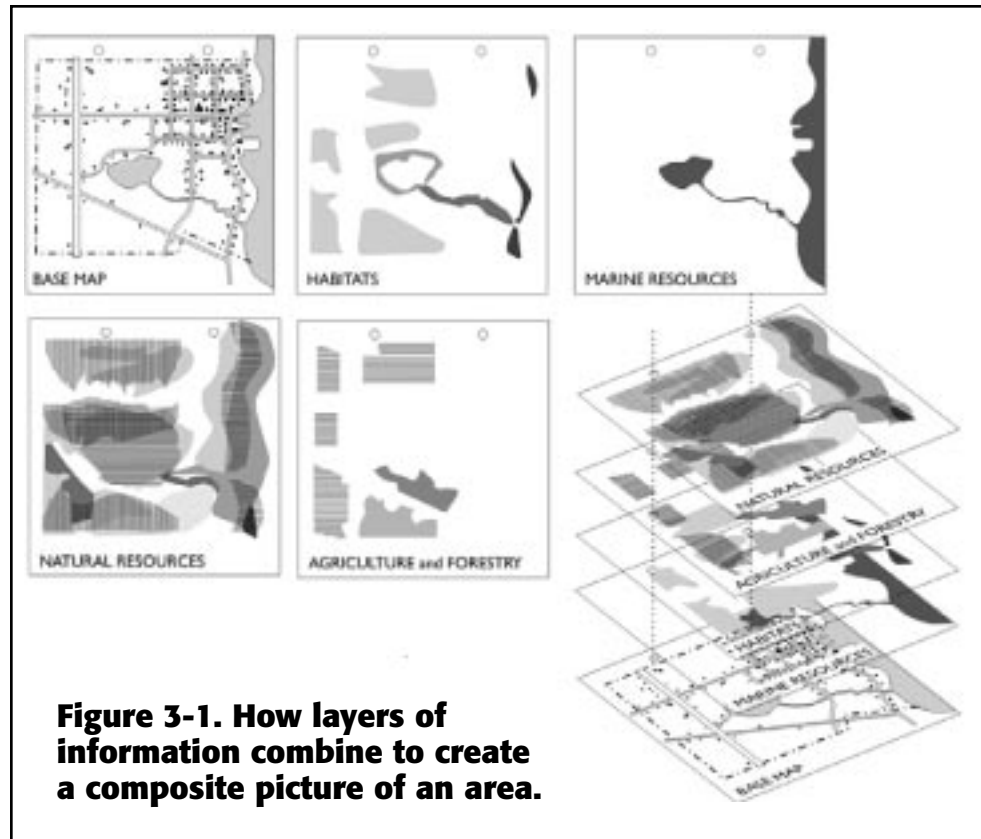 BASE MAP
HABITATS
MARINE RESOURCES
NATURAL RESOURCES
AGRICULTURE and FORESTRY
NATURAL RESOURCES
AGRICULTURE and FORESTRY
HABITATS
MARINE RESOURCES
BASE MAP
Figure 3-1. How layers of
information combine to create
a composite picture of an area.